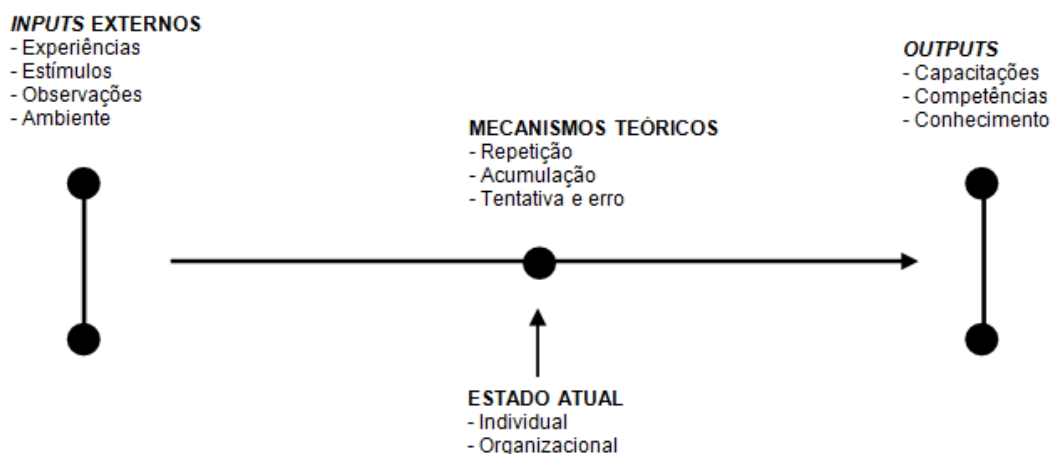 INPUTS EXTERNOS
- Experiências
- Estímulos
- Observações
- Ambiente
MECANISMOS TEÓRICOS
- Repetição
- Acumulação
- Tentativa e erro
OUTPUTS
- Capacitações
- Competências
- Conhecimento
ESTADO ATUAL
- Individual
- Organizacional